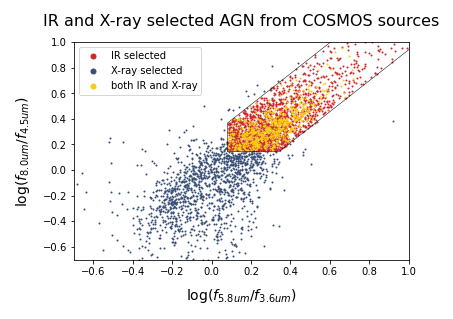 IR and X-ray selected AGN from COSMOS sources
IR selected
X-ray selected
both IR and X-ray
log(f8.0um/f4.5um)
1.0
0.8
0.6
0.4
0.2
0.0
−0.2
−0.4
−0.6
−0.6 −0.4 −0.2 0.0 0.2 0.4 0.6 0.8 1.0
log(f5.8um/f3.6um)